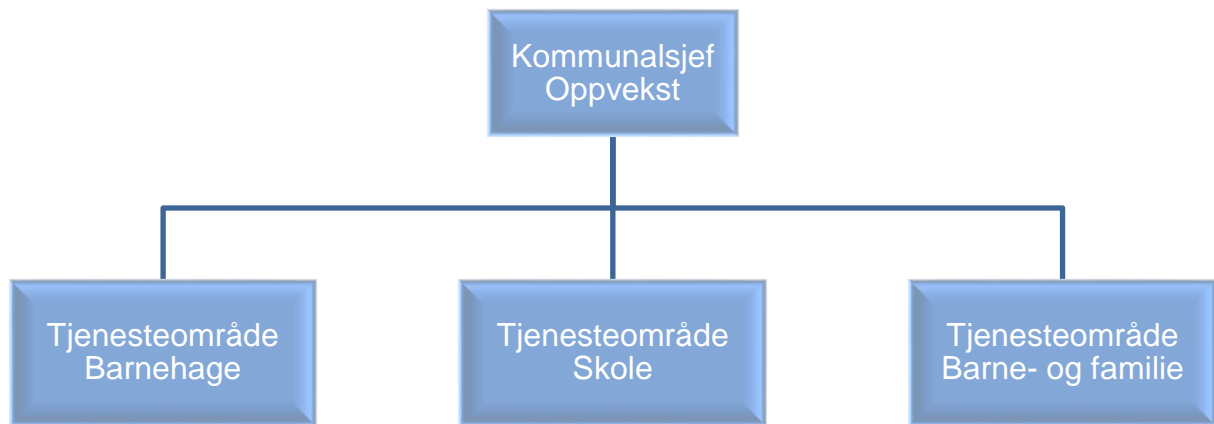 Kommunalsjef
Oppvekst
Tjenesteområde
Barnehage
Tjenesteområde
Skole
Tjenesteområde
Barne- og familie